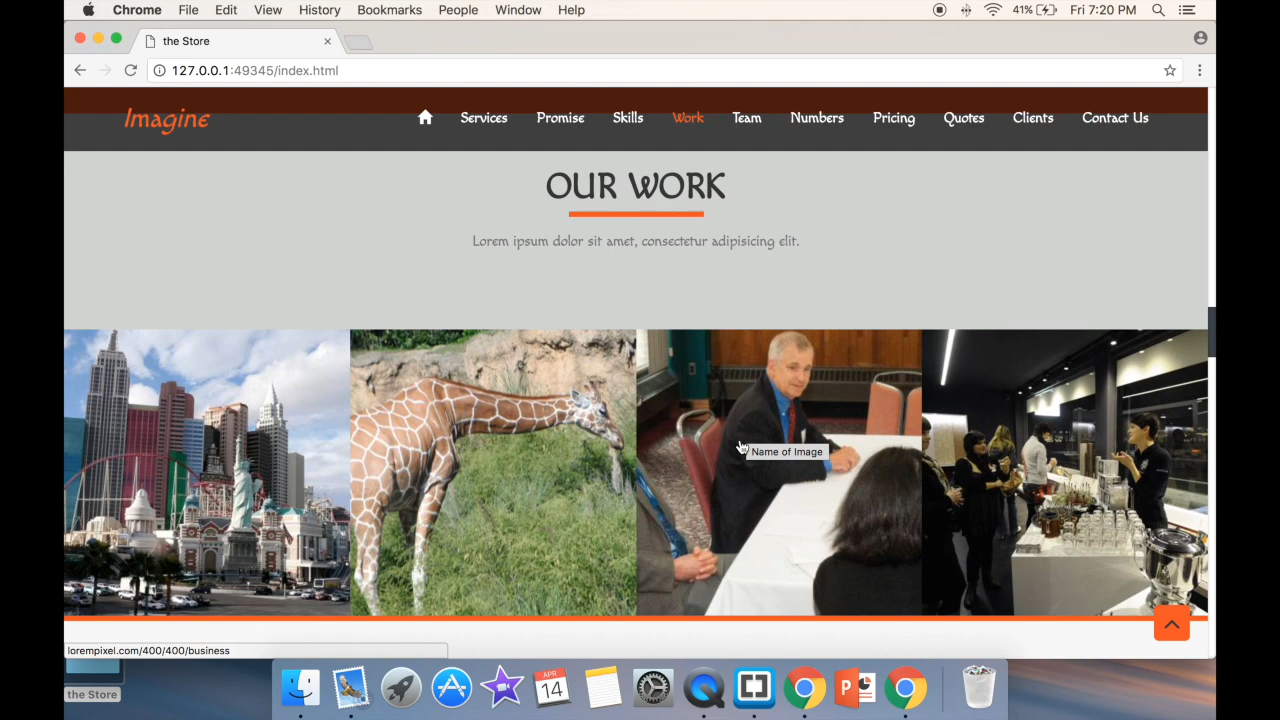 Chrome File Edit View History Bookmarks People Window Help 41% Fri 7:20 PM
the Store
127.0.0.1:49345/index.html
Imagine Services Promise Skills Work Team Numbers Pricing Quotes Clients Contact Us
OUR WORK
Lorem ipsum dolor sit amet, consectetur adipisicing elit.
Name of Image
lorempixel.com/400/400/business
the Store
APR
14
P